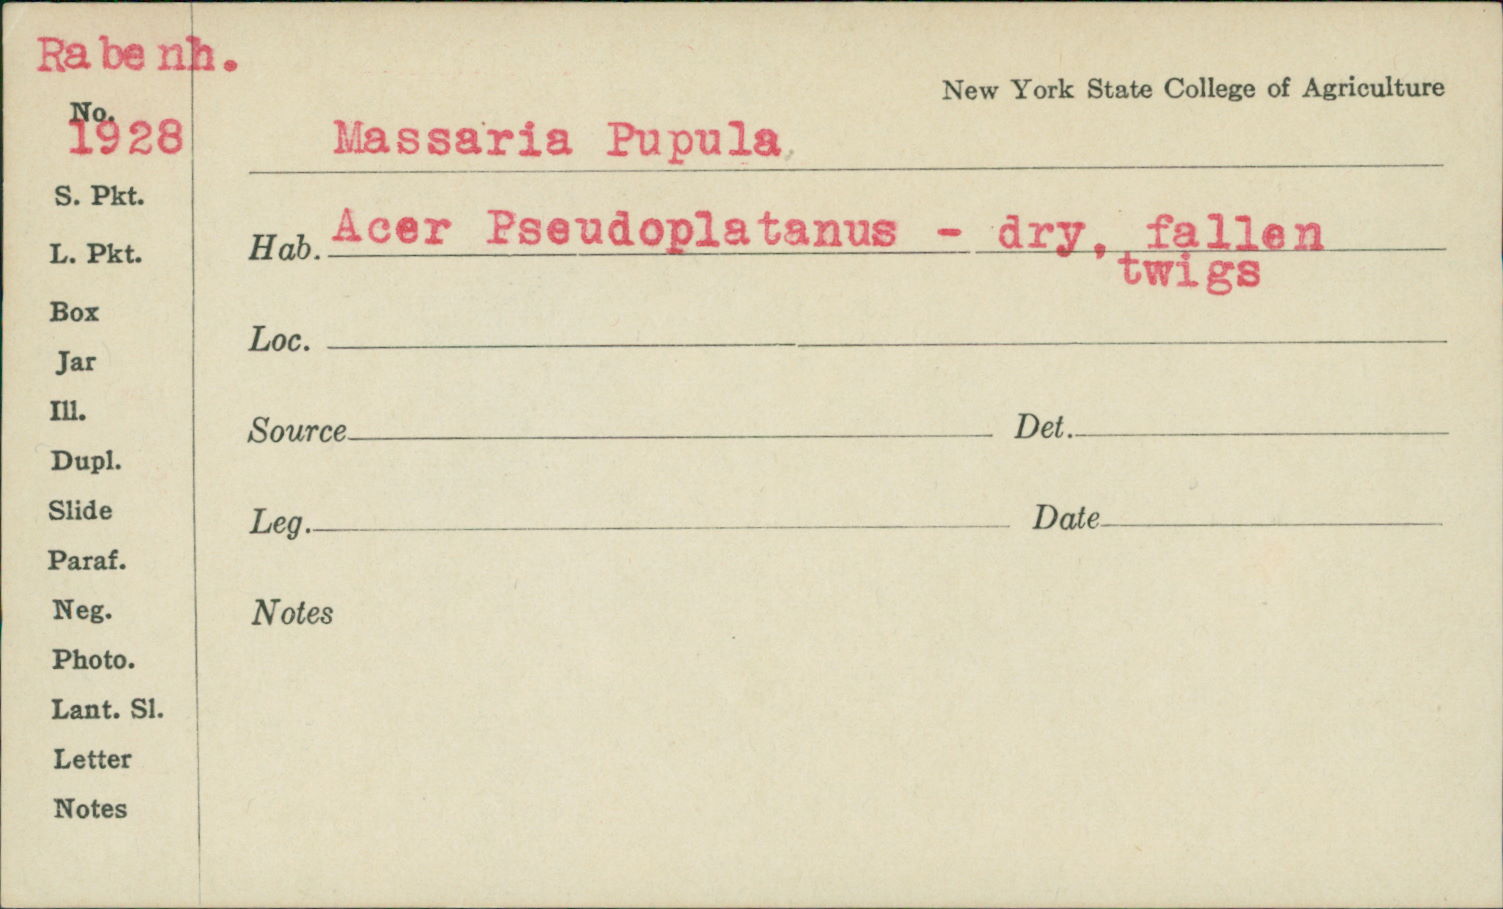 Rabenh.
New York State College of Agriculture
No.
1928
Massaria Pupula
S. Pkt.
Hab. Acer Pseudoplatanus - dry, fallen
twigs
L. Pkt.
Box
Loc.
Jar
Ill.
Source Det.
Dupl.
Slide
Leg. Date
Paraf.
Neg.
Notes
Photo.
Lant. Sl.
Letter
Notes